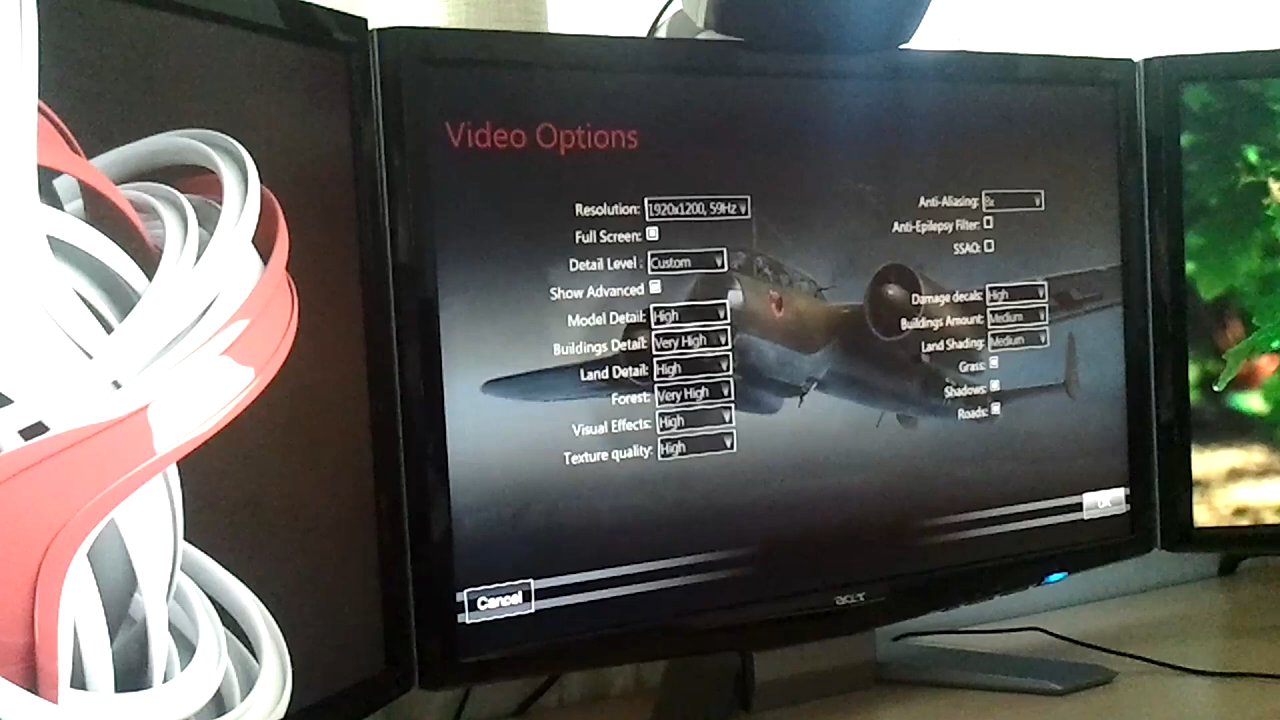 Video Options
Resolution: 1920x1200, 59Hz
Full Screen:
Detail Level : Custom
Show Advanced
Model Detail: High
Buildings Detail: Very High
Land Detail: High
Forest: Very High
Visual Effects: High
Texture quality: High
Anti-Aliasing: 8x
Anti-Epilepsy Filter:
SSAO:
Damage decals: High
Buildings Amount: Medium
Land Shading: Medium
Grass:
Shadows:
Roads:
OK
Cancel
acer